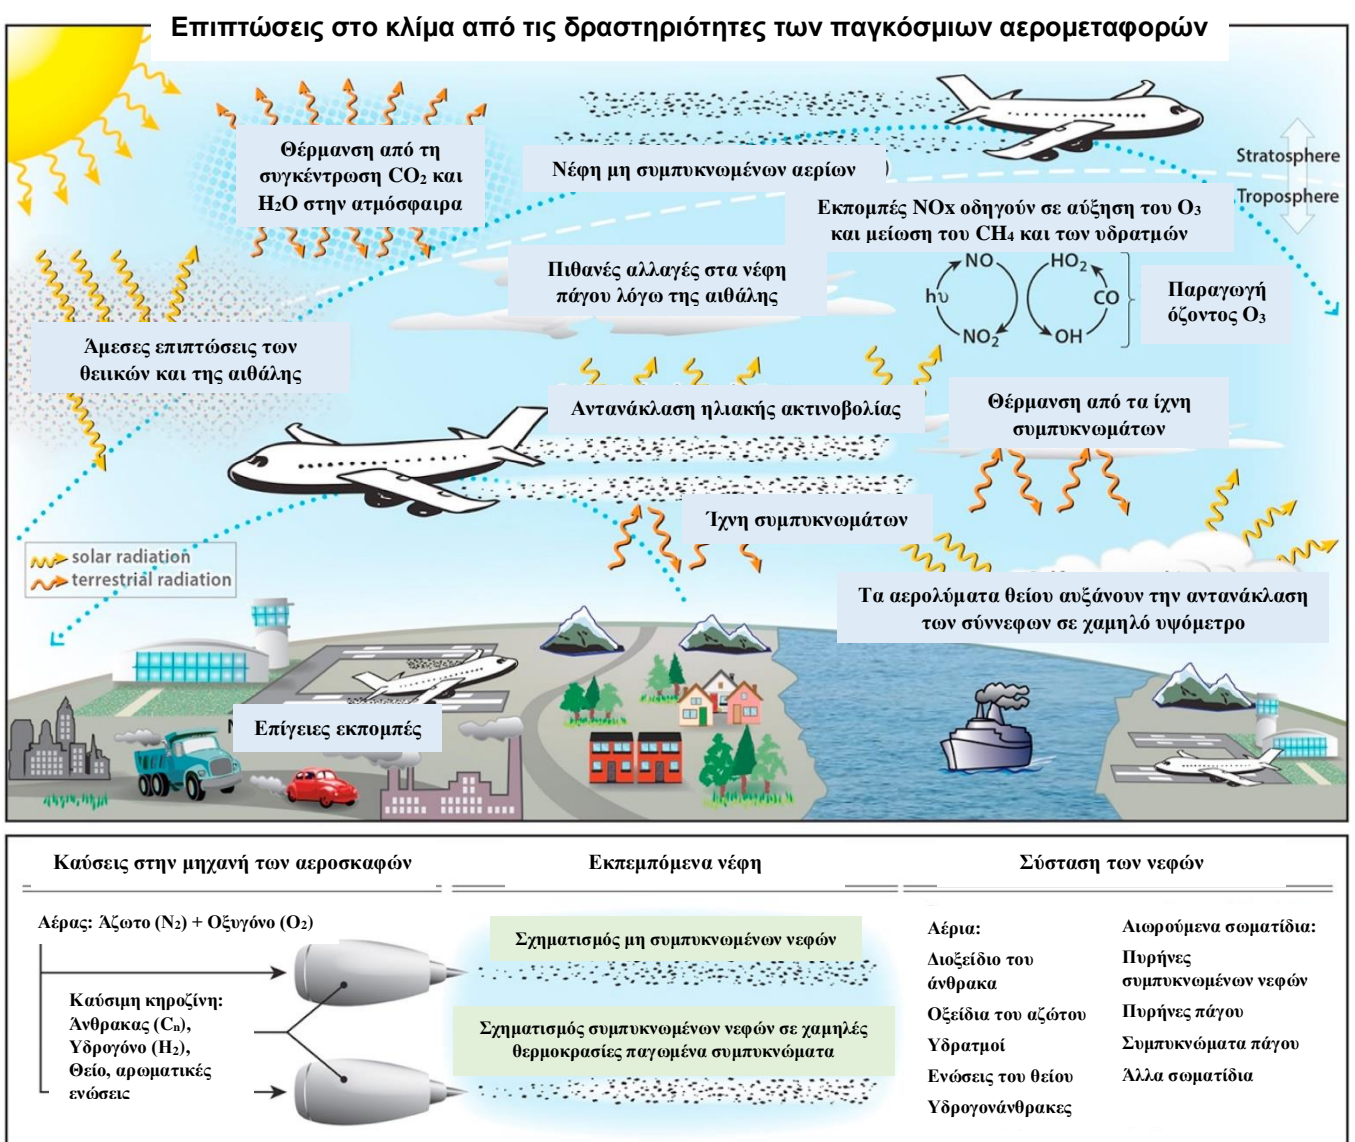 Επιπτώσεις στο κλίμα από τις δραστηριότητες των παγκόσμιων αερομεταφορών
Θέρμανση από τη
συγκέντρωση CO₂ και
H₂O στην ατμόσφαιρα
Νέφη μη συμπυκνωμένων αερίων
)
Stratosphere
Troposphere
Εκπομπές NOx οδηγούν σε αύξηση του O₃
και μείωση του CH₄ και των υδρατμών
Πιθανές αλλαγές στα νέφη
πάγου λόγω της αιθάλης
NO
HO₂
hυ
CO
NO₂
OH
Παραγωγή
όζοντος O₃
Άμεσες επιπτώσεις των
θειικών και της αιθάλης
Αντανάκλαση ηλιακής ακτινοβολίας
Θέρμανση από τα ίχνη
συμπυκνωμάτων
Ίχνη συμπυκνωμάτων
solar radiation
terrestrial radiation
Τα αερολύματα θείου αυξάνουν την αντανάκλαση
των σύννεφων σε χαμηλό υψόμετρο
Επίγειες εκπομπές
Καύσεις στην μηχανή των αεροσκαφών
Αέρας: Άζωτο (N₂) + Οξυγόνο (O₂)
Καύσιμη κηροζίνη:
Άνθρακας (Cₙ),
Υδρογόνο (H₂),
Θείο, αρωματικές
ενώσεις
Εκπεμπόμενα νέφη
Σχηματισμός μη συμπυκνωμένων νεφών
Σχηματισμός συμπυκνωμένων νεφών σε χαμηλές
θερμοκρασίες παγωμένα συμπυκνώματα
Σύσταση των νεφών
Αέρια:
Διοξείδιο του
άνθρακα
Οξείδια του αζώτου
Υδρατμοί
Ενώσεις του θείου
Υδρογονάνθρακες
Αιωρούμενα σωματίδια:
Πυρήνες
συμπυκνωμένων νεφών
Πυρήνες πάγου
Συμπυκνώματα πάγου
Άλλα σωματίδια